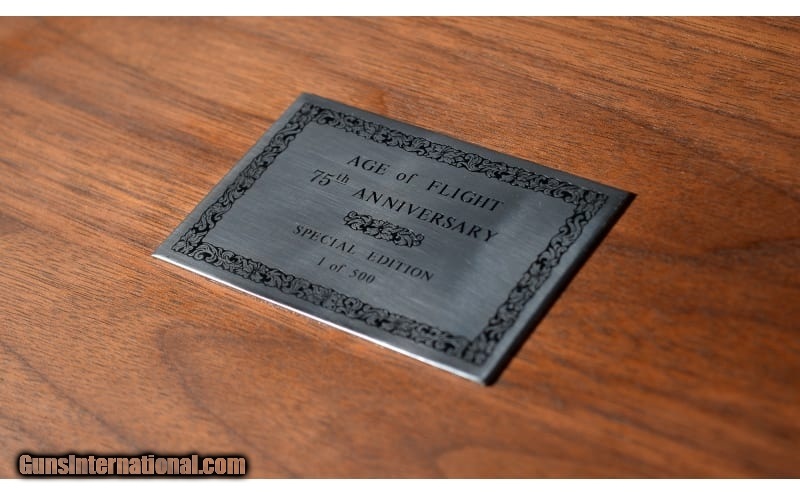 AGE of FLIGHT
75th ANNIVERSARY
SPECIAL EDITION
1 of 500
GunsInternational.com